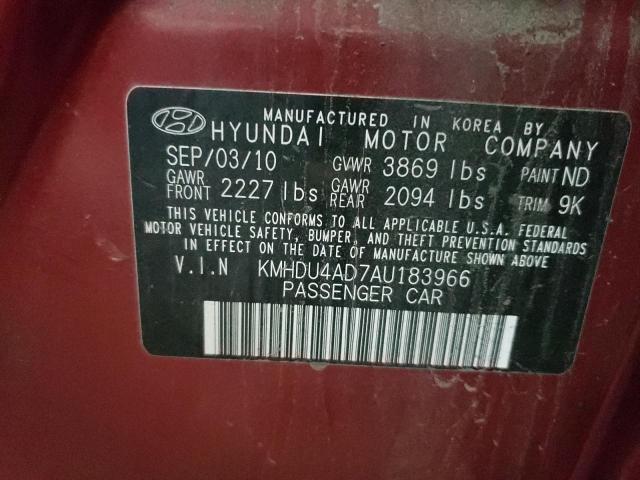 MANUFACTURED IN KOREA BY
HYUNDAI MOTOR COMPANY
SEP/03/10 GVWR 3869 lbs PAINT ND
GAWR FRONT 2227 lbs GAWR REAR 2094 lbs TRIM 9K
THIS VEHICLE CONFORMS TO ALL APPLICABLE U.S.A. FEDERAL
MOTOR VEHICLE SAFETY, BUMPER, AND THEFT PREVENTION STANDARDS
IN EFFECT ON THE DATE OF MANUFACTURE SHOWN ABOVE.
V.I.N KMHDU4AD7AU183966
PASSENGER CAR